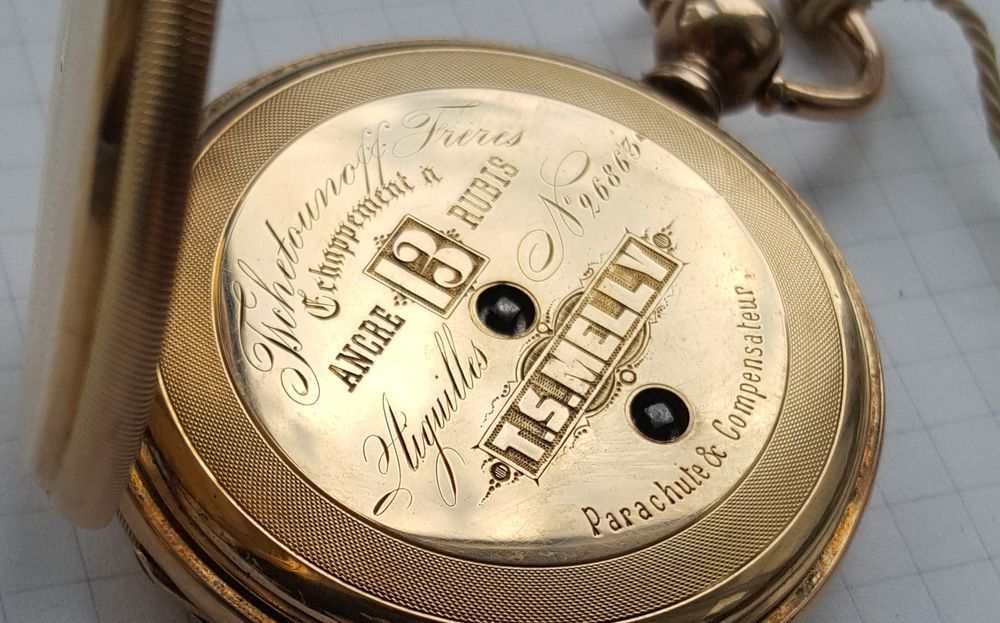 Tschetounoff Frères
Echappement à
ANCRE 13 RUBIS
Aiguilles
Nº 26863
T.S.MELLY
Parachute & Compensateur.